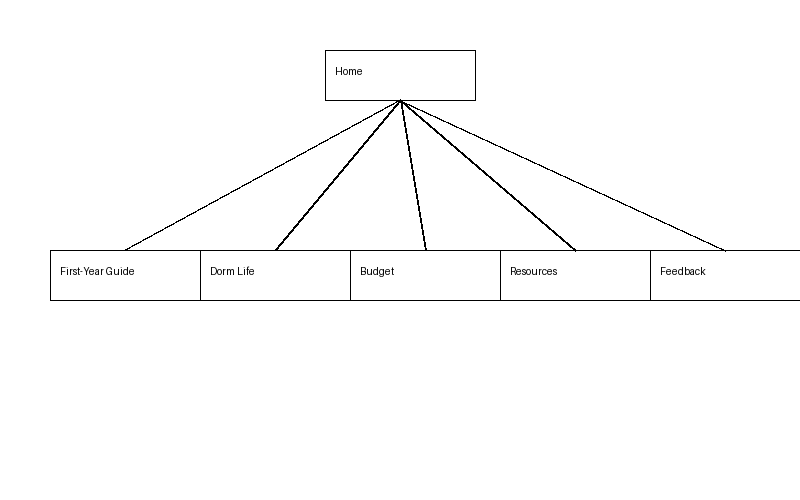 Home
First-Year Guide
Dorm Life
Budget
Resources
Feedback